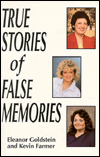 TRUE
STORIES
of
FALSE
MEMORIES
Eleanor Goldstein
and Kevin Farmer